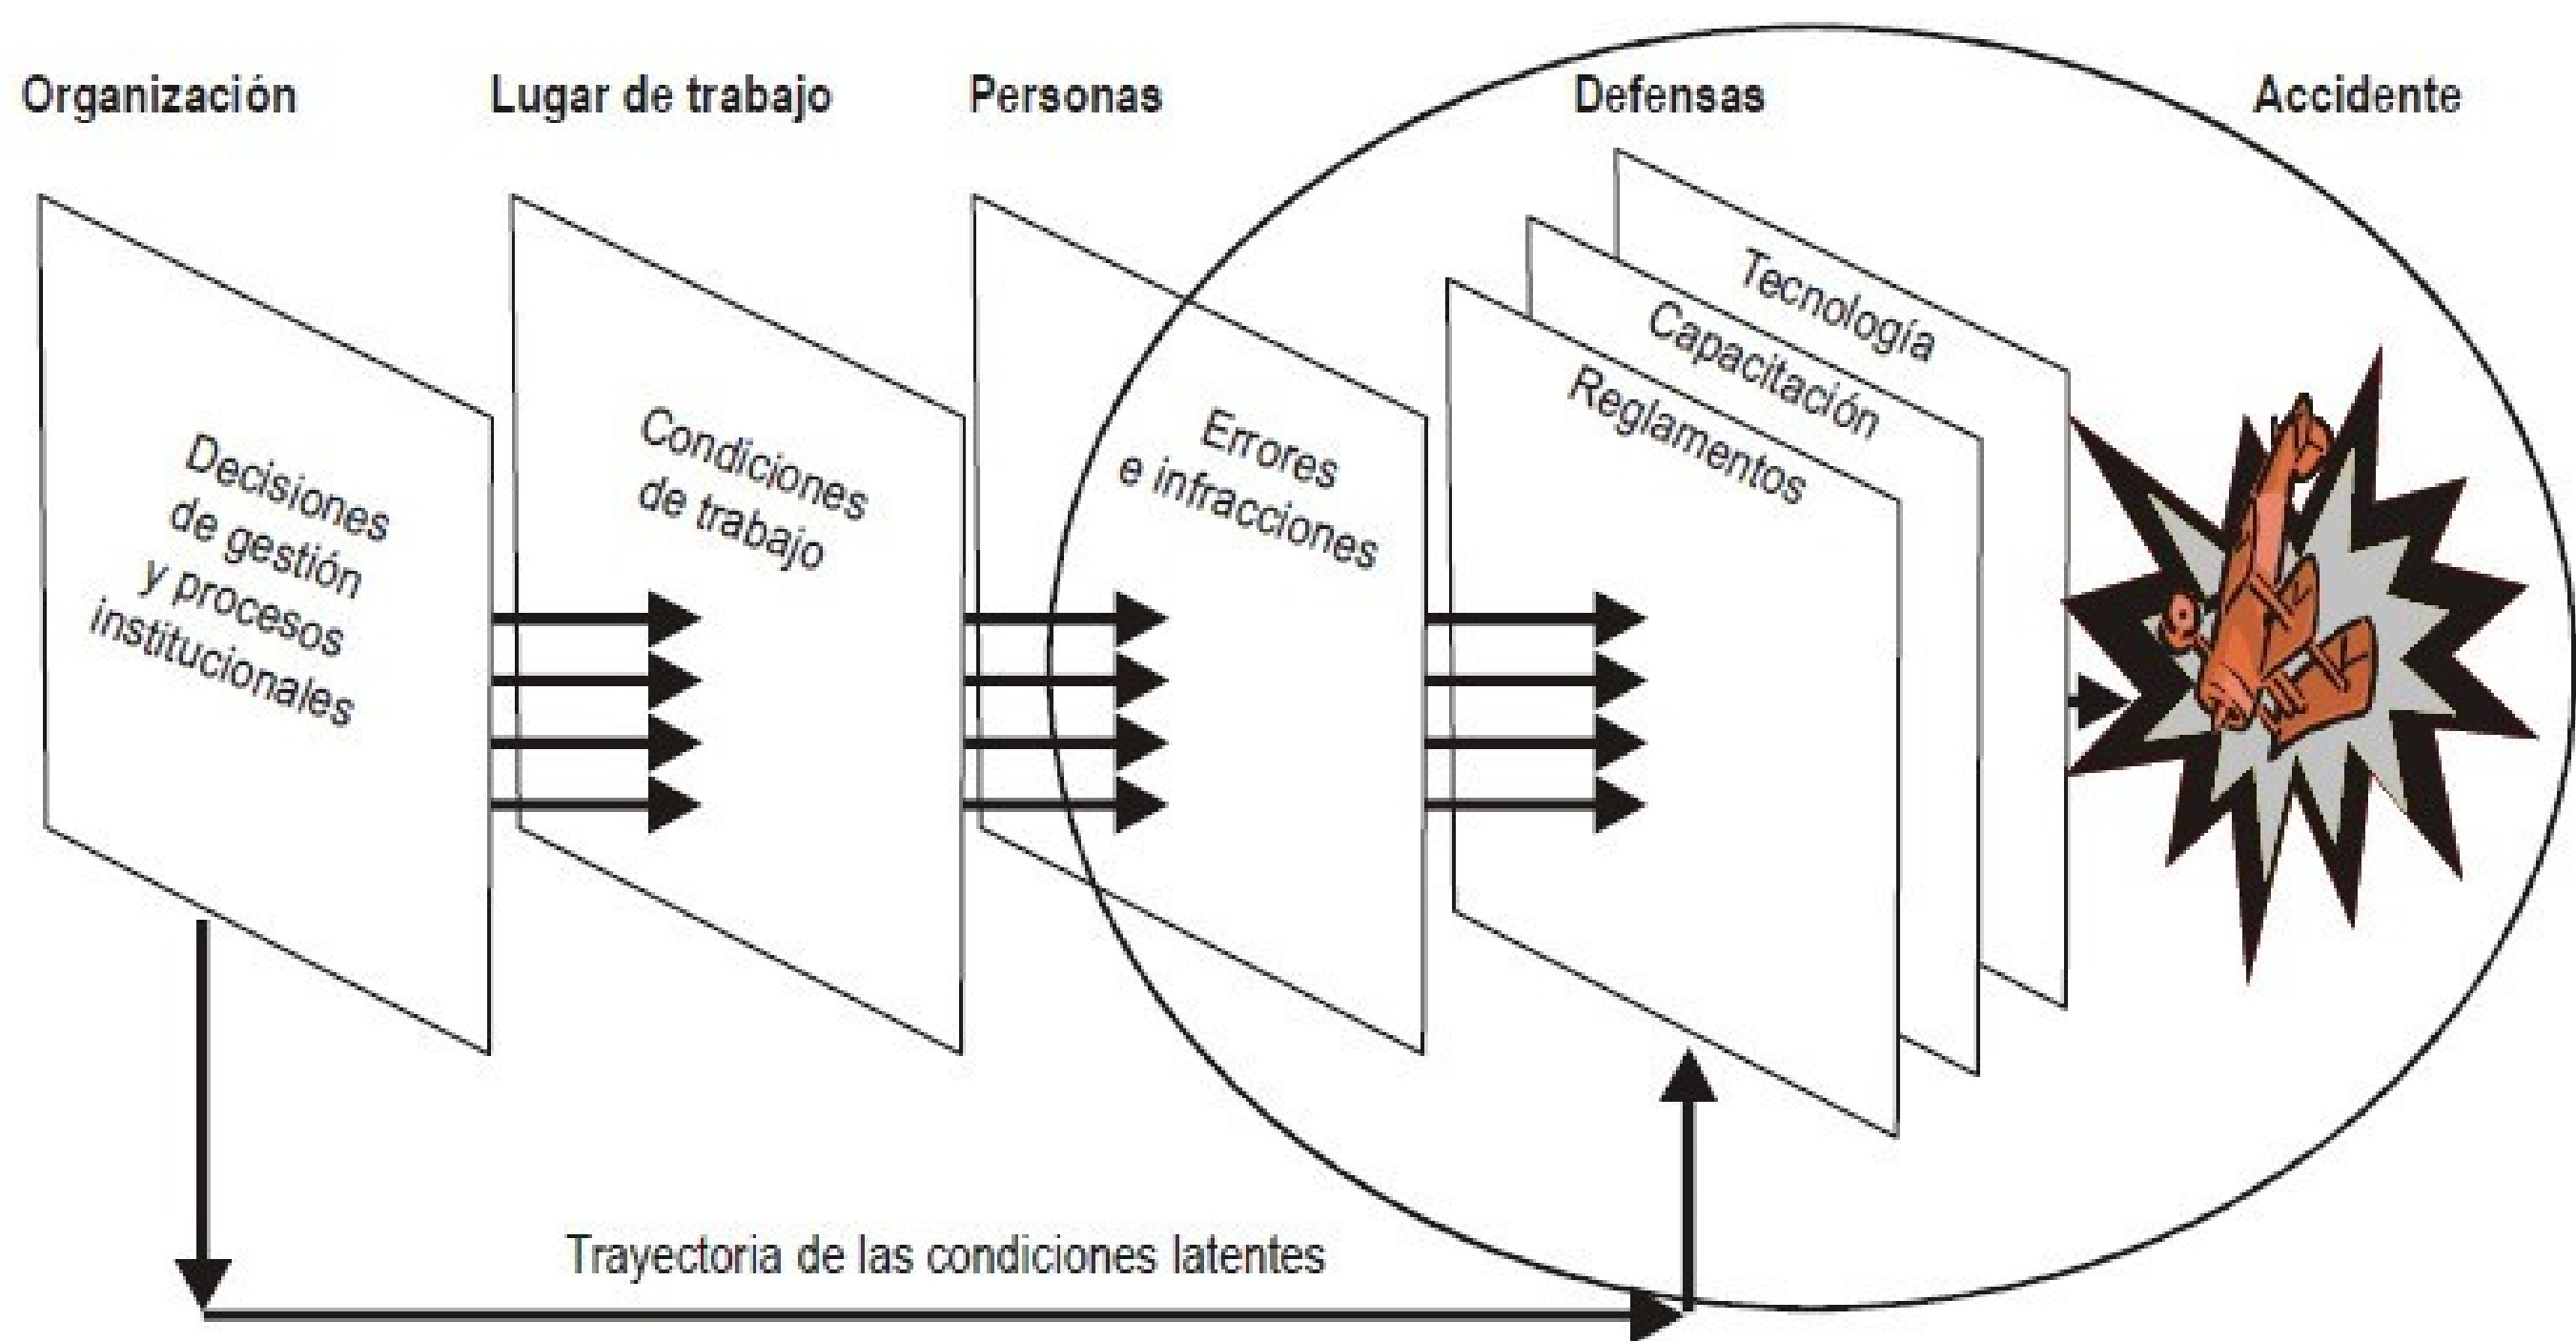 Organización
Lugar de trabajo
Personas
Defensas
Accidente
Decisiones
de gestión
y procesos
institucionales
Condiciones
de trabajo
Errores
e infracciones
Tecnología
Capacitación
Reglamentos
Trayectoria de las condiciones latentes